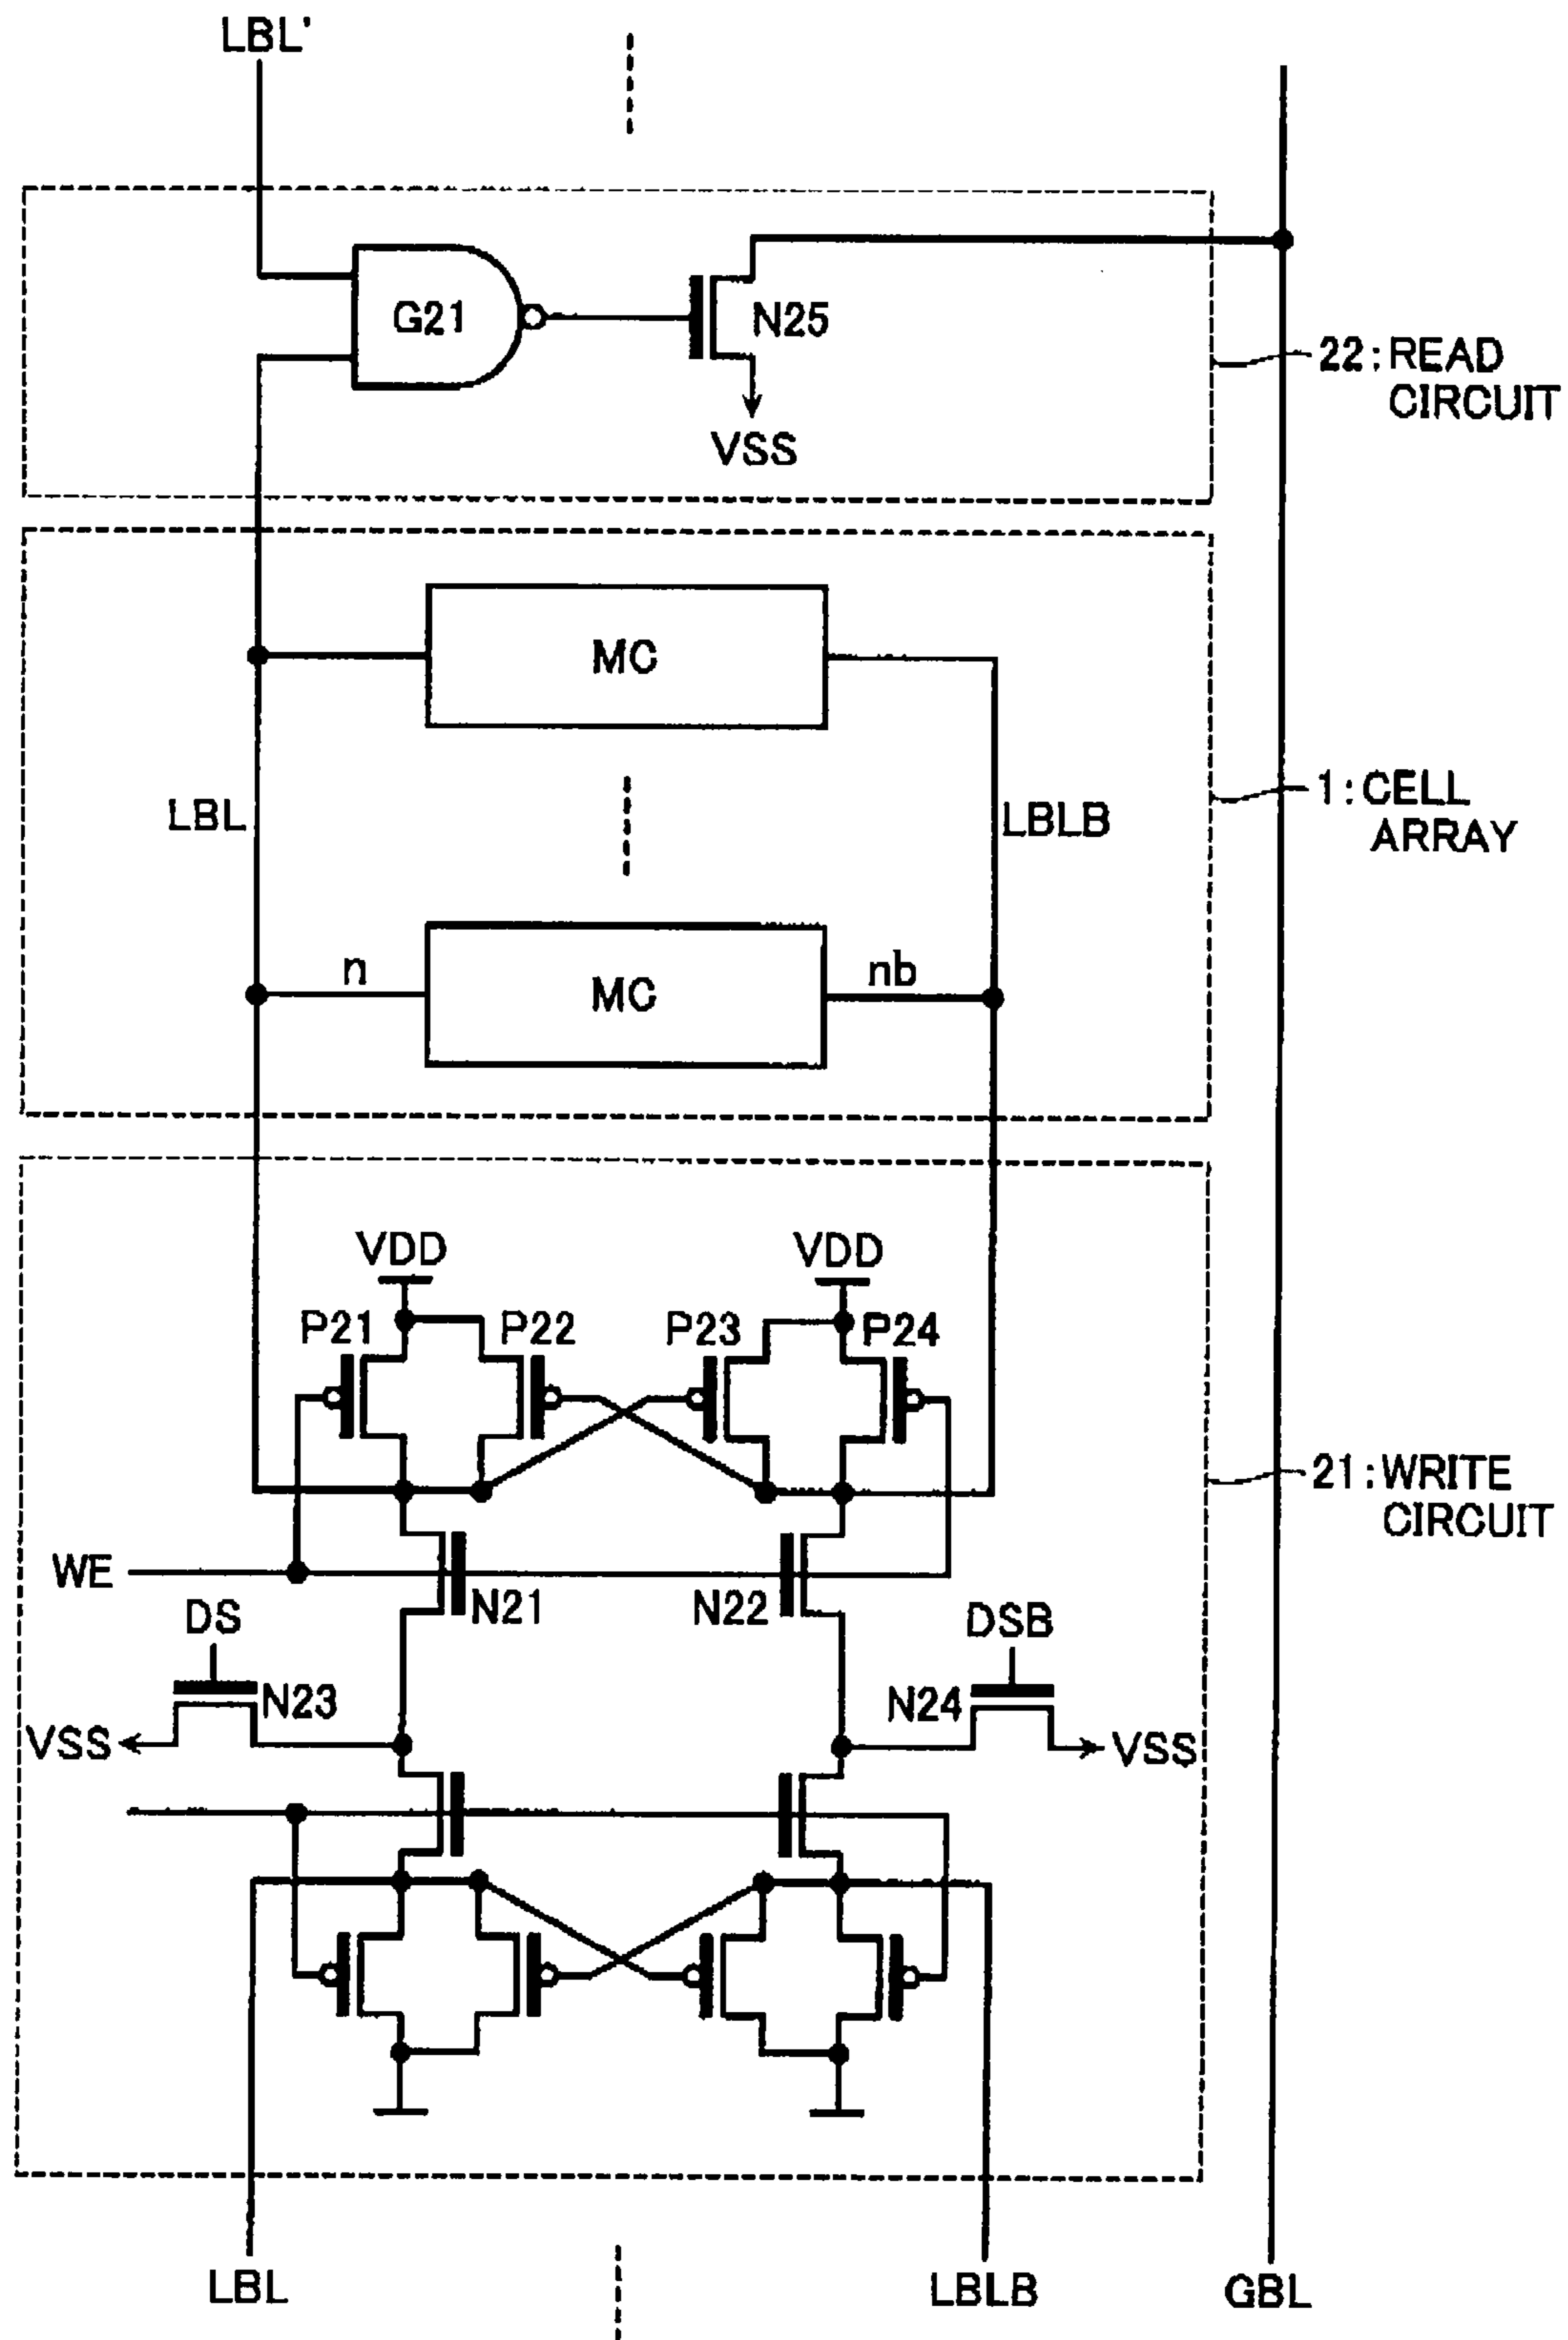 LBL'
G21
N25
VSS
22:READ
CIRCUIT
MC
LBL
LBLB
1:CELL
ARRAY
n
MC
nb
VDD
VDD
P21
P22
P23
P24
21:WRITE
CIRCUIT
WE
N21
N22
DS
DSB
N23
N24
VSS
VSS
LBL
LBLB
GBL